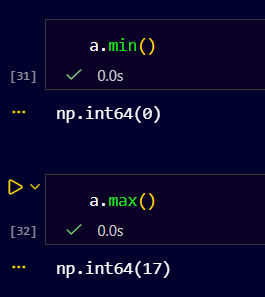 a.min()
[31]
0.0s
np.int64(0)
a.max()
[32]
0.0s
np.int64(17)